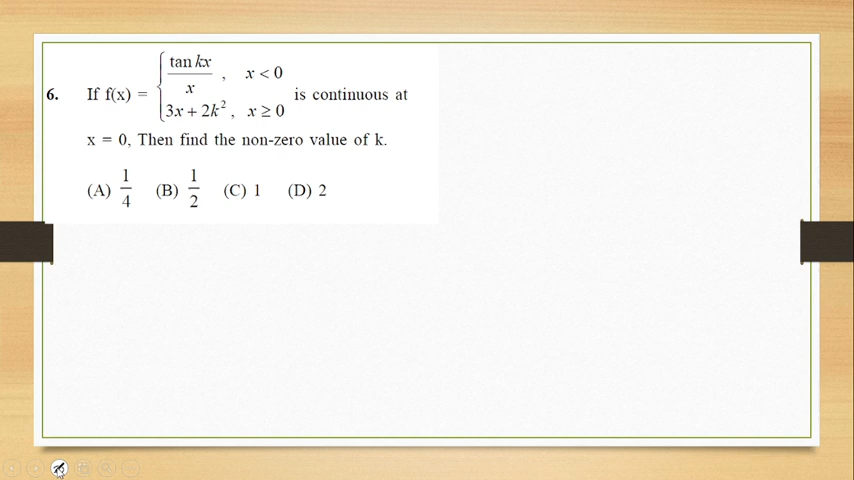 6. If f(x) = { tan kx / x , x < 0
3x + 2k², x ≥ 0 is continuous at
x = 0, Then find the non-zero value of k.
(A) 1/4 (B) 1/2 (C) 1 (D) 2